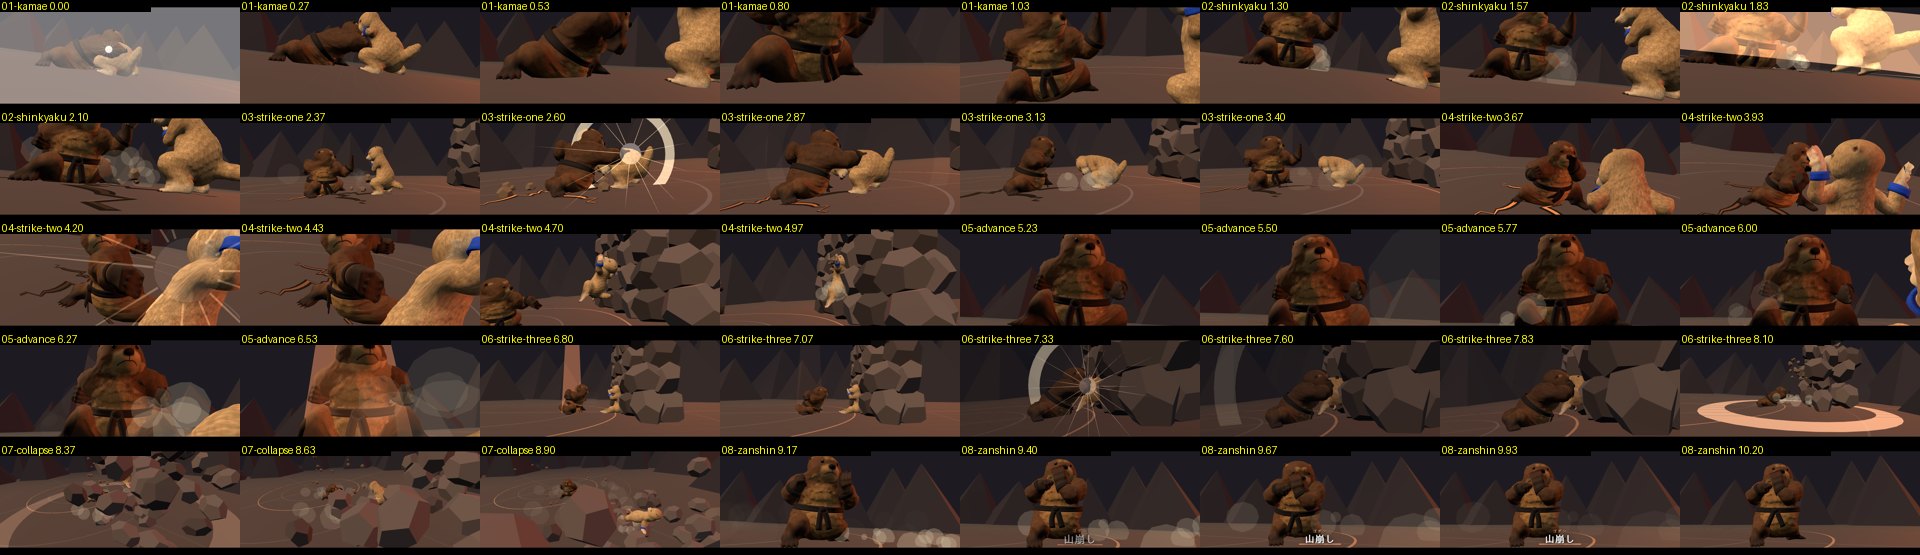 01-kamae 0.00
01-kamae 0.27
01-kamae 0.53
01-kamae 0.80
01-kamae 1.03
02-shinkyaku 1.30
02-shinkyaku 1.57
02-shinkyaku 1.83
02-shinkyaku 2.10
03-strike-one 2.37
03-strike-one 2.60
03-strike-one 2.87
03-strike-one 3.13
03-strike-one 3.40
04-strike-two 3.67
04-strike-two 3.93
04-strike-two 4.20
04-strike-two 4.43
04-strike-two 4.70
04-strike-two 4.97
05-advance 5.23
05-advance 5.50
05-advance 5.77
05-advance 6.00
05-advance 6.27
05-advance 6.53
06-strike-three 6.80
06-strike-three 7.07
06-strike-three 7.33
06-strike-three 7.60
06-strike-three 7.83
06-strike-three 8.10
07-collapse 8.37
07-collapse 8.63
07-collapse 8.90
08-zanshin 9.17
08-zanshin 9.40
08-zanshin 9.67
08-zanshin 9.93
08-zanshin 10.20
山崩し
山崩し
山崩し